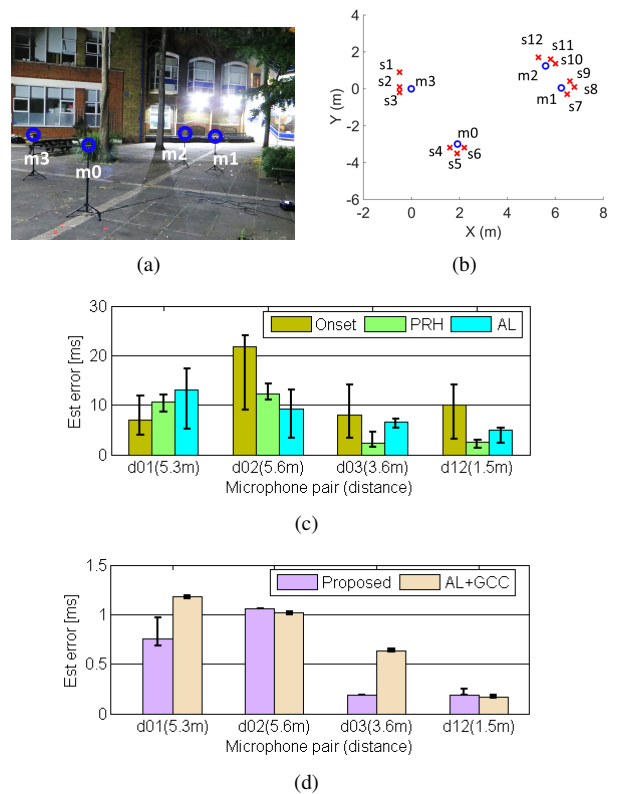 m3
m0
m2
m1
(a)
Y (m)
4
2
0
-2
-4
-6
s1
s2
s3
m3
s12
s11
s10
m2
s9
s8
m1
s7
m0
s4
s5
s6
-2 0 2 4 6 8
X (m)
(b)
Est error [ms]
30
20
10
0
Onset PRH AL
d01(5.3m) d02(5.6m) d03(3.6m) d12(1.5m)
Microphone pair (distance)
(c)
Est error [ms]
1.5
1
0.5
0
Proposed AL+GCC
d01(5.3m) d02(5.6m) d03(3.6m) d12(1.5m)
Microphone pair (distance)
(d)